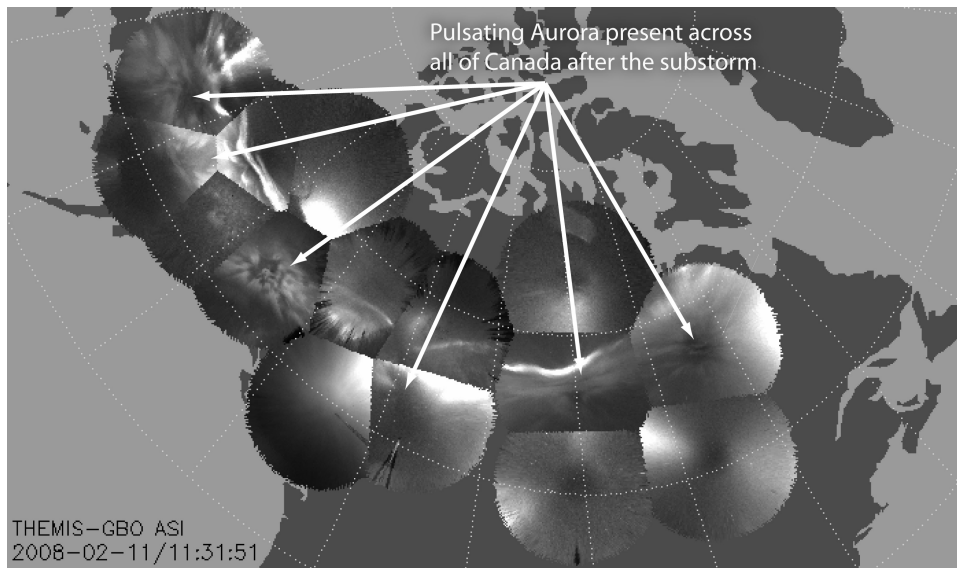 Pulsating Aurora present across
all of Canada after the substorm
THEMIS-GBO ASI
2008-02-11/11:31:51